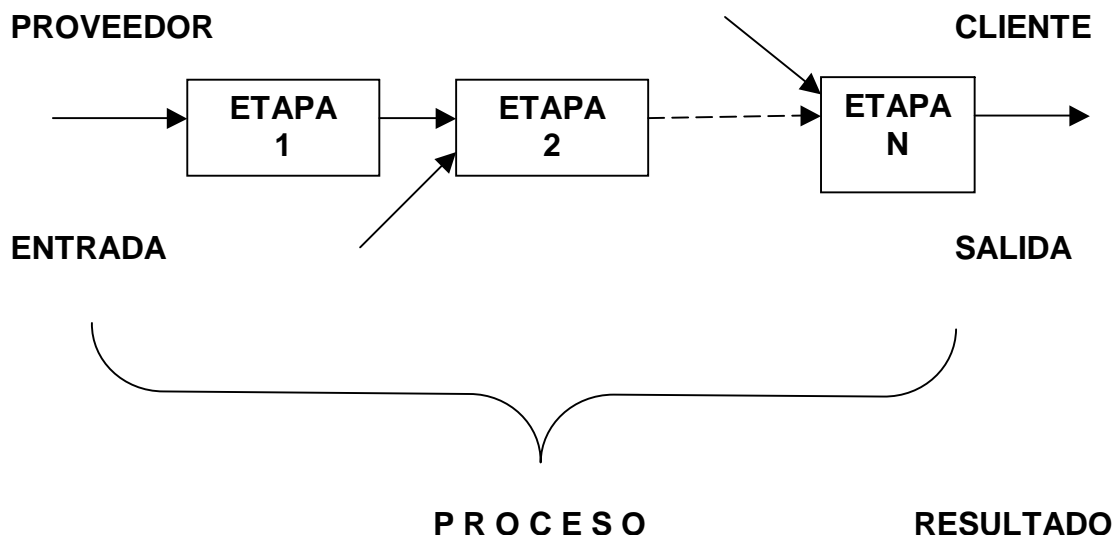 PROVEEDOR CLIENTE
ETAPA ETAPA ETAPA
1 2 N
ENTRADA SALIDA
P R O C E S O RESULTADO